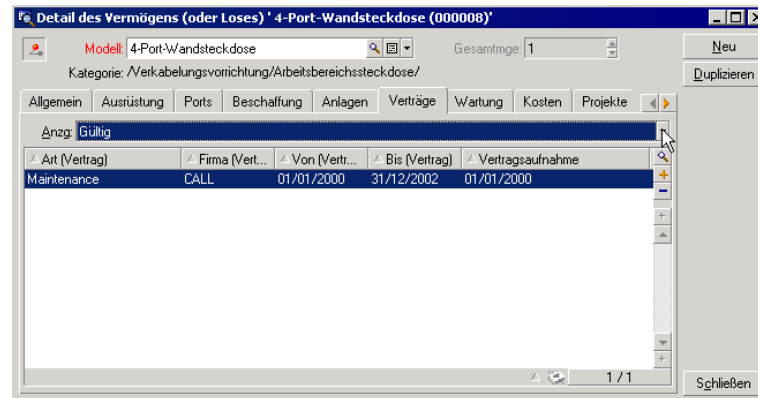 Detail des Vermögens (oder Loses) ' 4-Port-Wandsteckdose (000008)'
Modell: 4-Port-Wandsteckdose Gesamtmge: 1 Neu
Kategorie: /Verkabelungsvorrichtung/Arbeitsbereichssteckdose/ Duplizieren
Allgemein Ausrüstung Ports Beschaffung Anlagen Verträge Wartung Kosten Projekte
Anzg: Gültig
Art (Vertrag) Firma (Vert... Von (Vertr... Bis (Vertrag) Vertragsaufnahme
Maintenance CALL 01/01/2000 31/12/2002 01/01/2000
1 / 1
Schließen